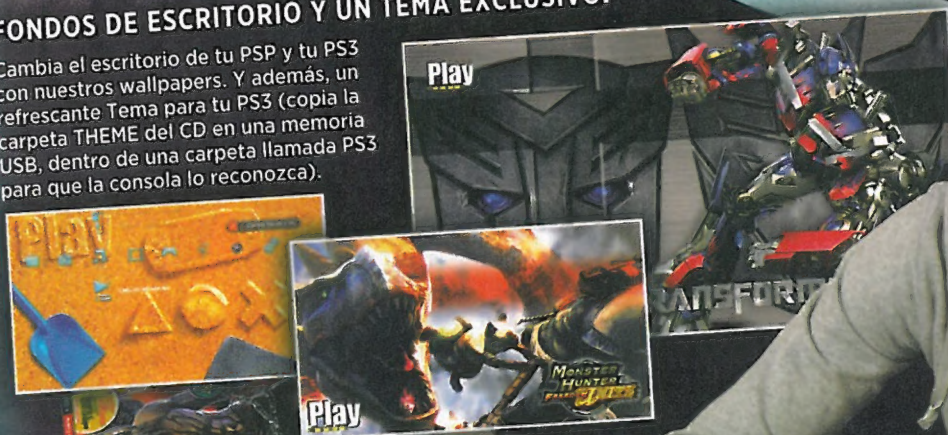 FONDOS DE ESCRITORIO Y UN TEMA EXCLUSIVO.
Cambia el escritorio de tu PSP y tu PS3
con nuestros wallpapers. Y además, un
refrescante Tema para tu PS3 (copia la
carpeta THEME del CD en una memoria
USB, dentro de una carpeta llamada PS3
para que la consola lo reconozca).
Play
Play
TRANSFORM
MONSTER
HUNTER
Play